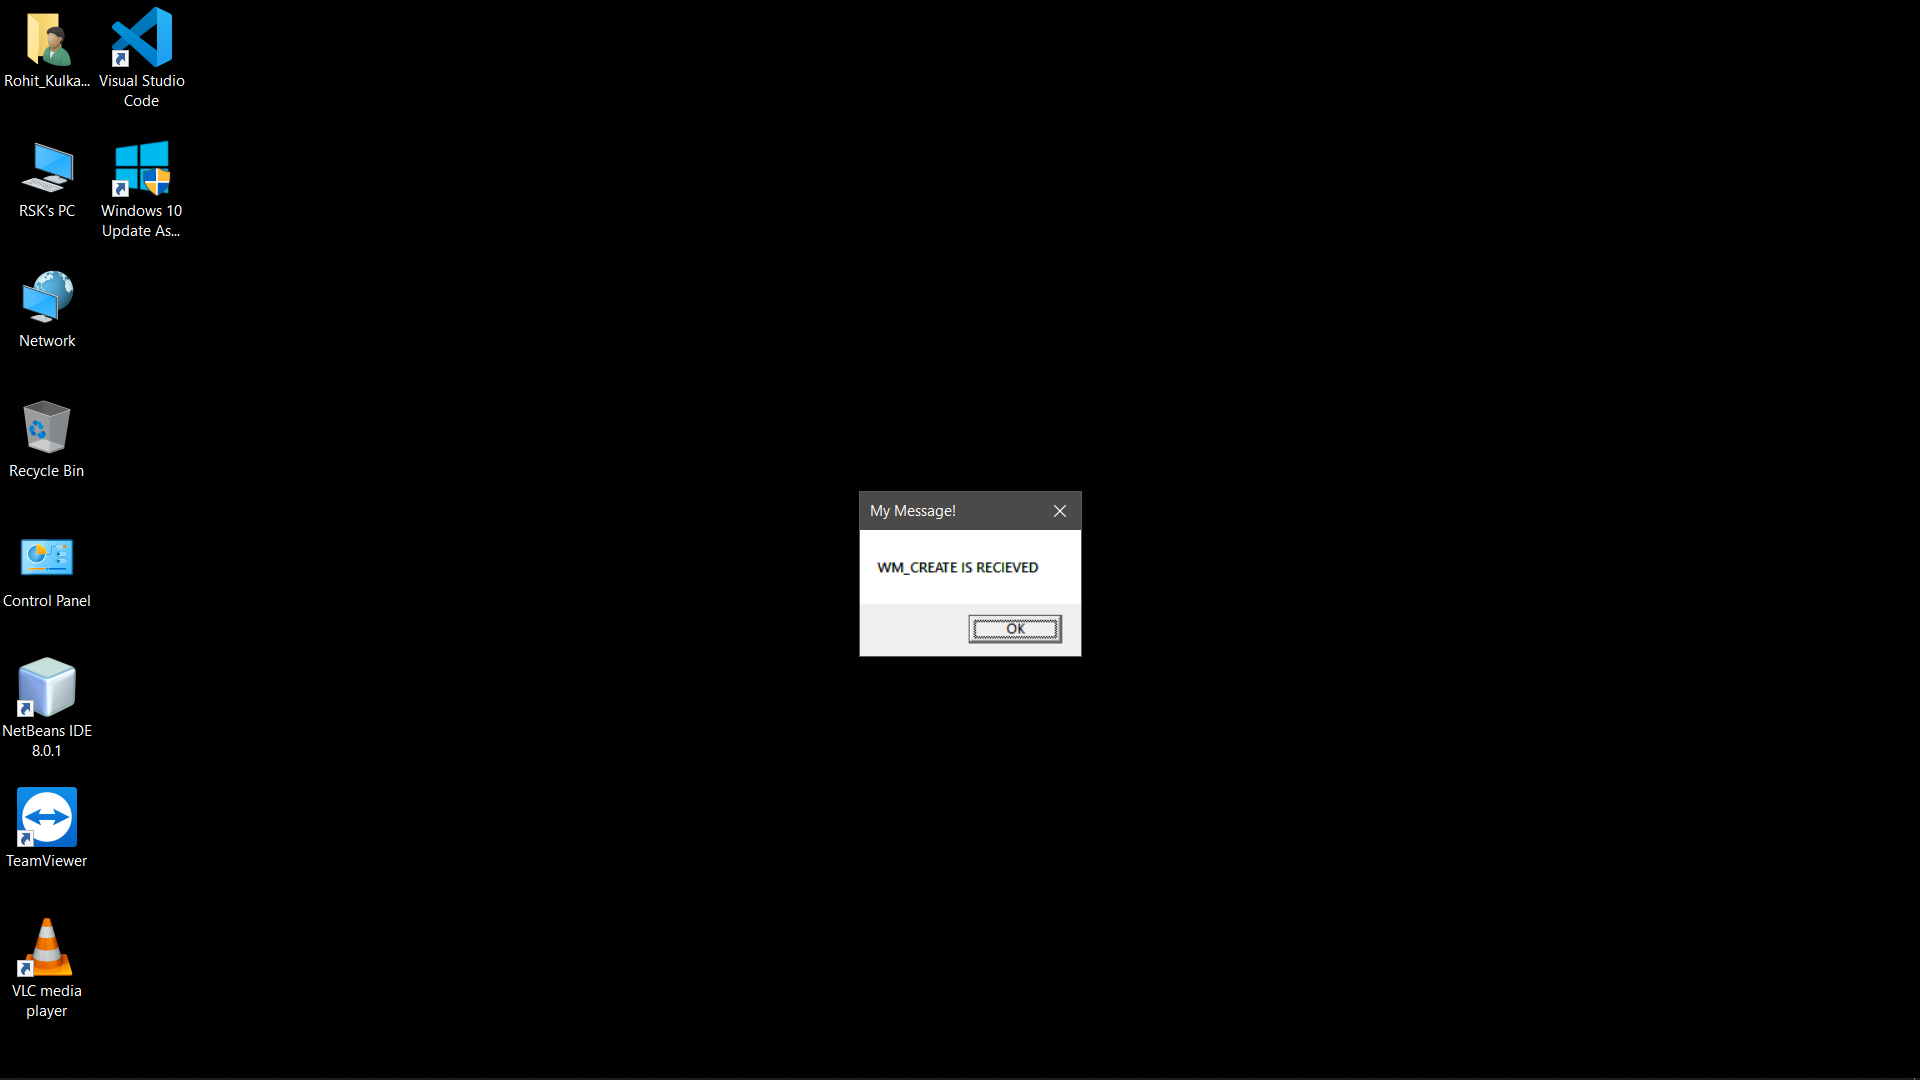 Rohit_Kulka...
Visual Studio
Code
RSK's PC
Windows 10
Update As...
Network
Recycle Bin
Control Panel
NetBeans IDE
8.0.1
TeamViewer
VLC media
player
My Message!
WM_CREATE IS RECIEVED
OK